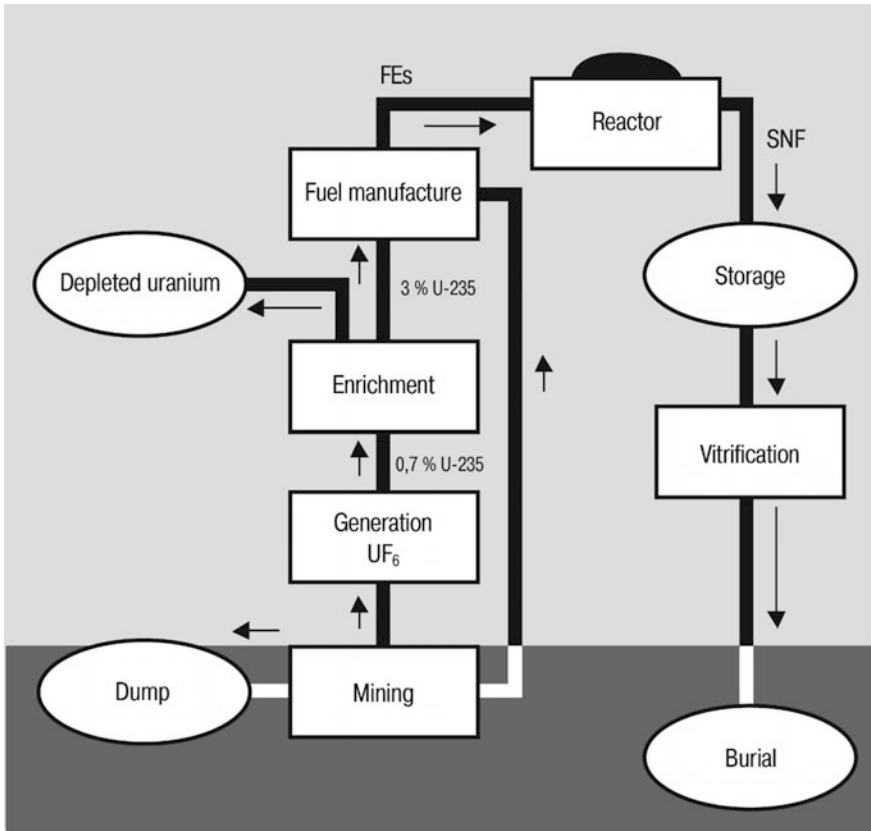 FEs
Reactor
SNF
Fuel manufacture
Depleted uranium
3 % U-235
Storage
Enrichment
0,7 % U-235
Vitrification
Generation
UF₆
Dump
Mining
Burial